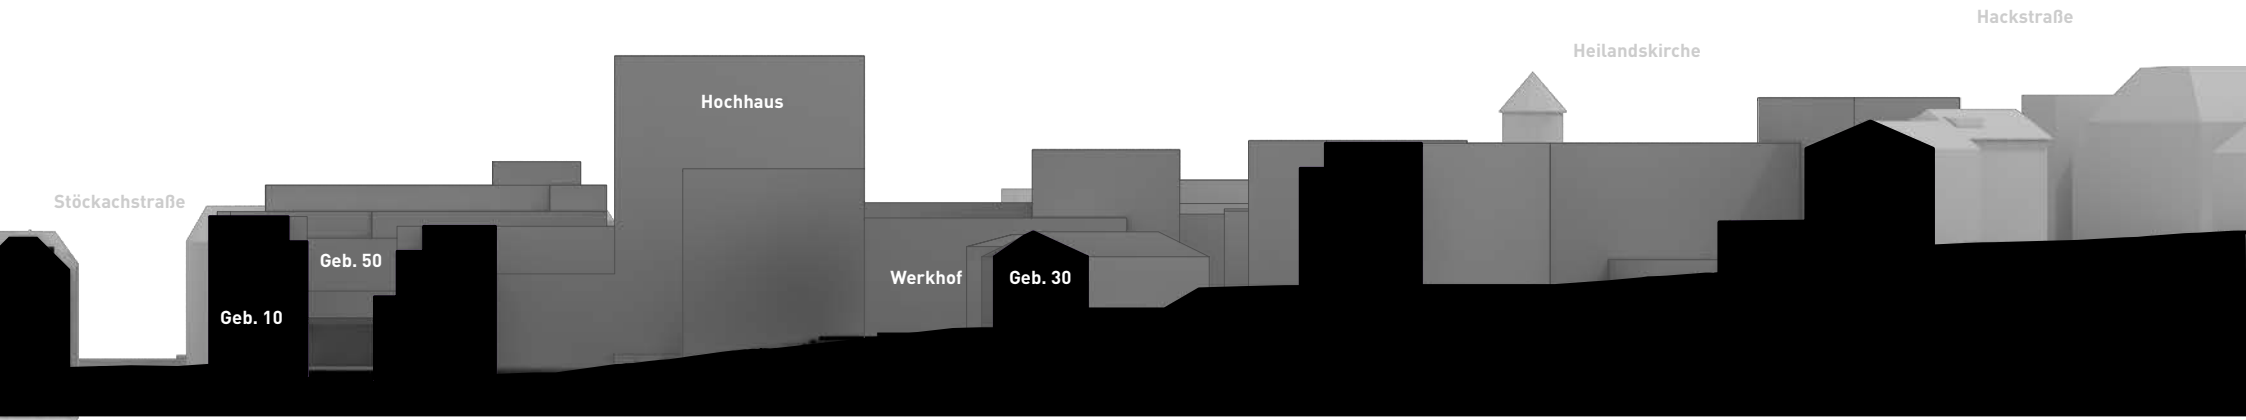 Hackstraße
Heilandskirche
Hochhaus
Stöckachstraße
Geb. 50
Werkhof
Geb. 30
Geb. 10